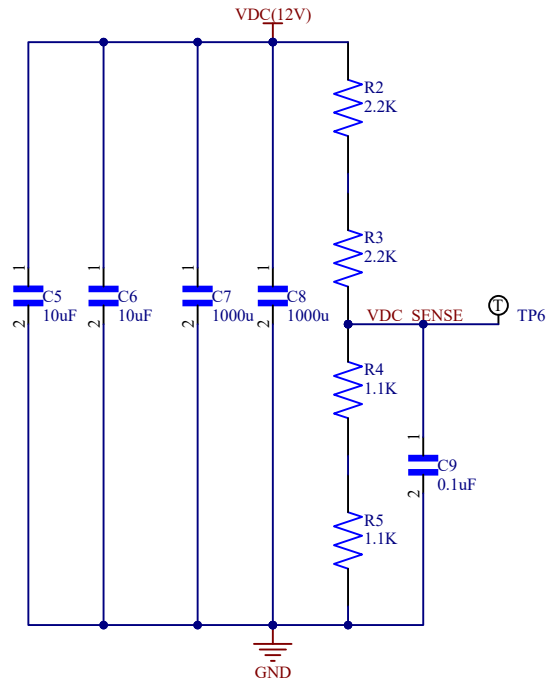 VDC(12V)
R2
2.2K
R3
2.2K
1
C5
10uF
2
1
C6
10uF
2
1
C7
1000u
2
1
C8
1000u
2
VDC_SENSE
T
TP6
R4
1.1K
1
C9
0.1uF
2
R5
1.1K
GND